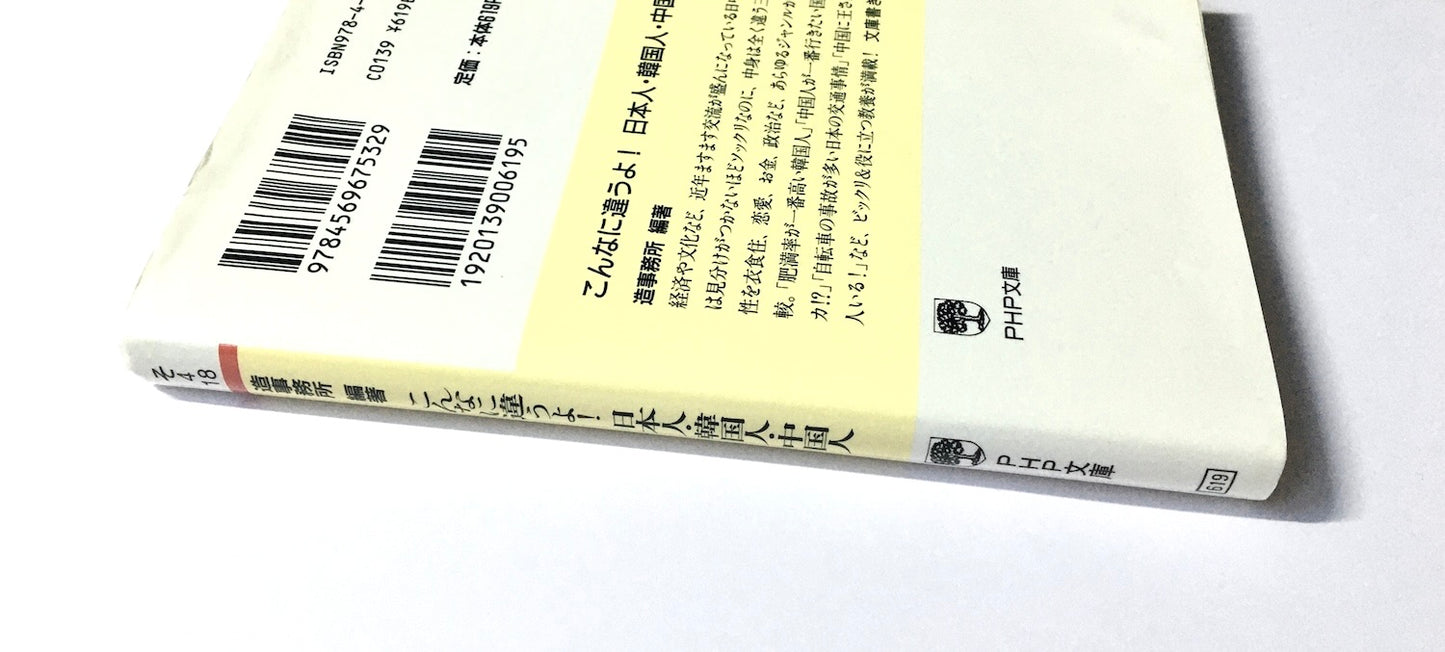 ISBN978-4-
C0139 ¥619E
定価：本体619円
9784569675329
1920139006195
こんなに違うよ！ 日本人・韓国人・中国
造事務所 編著
経済や文化など、近年ますます交流が盛んになっている日
は見分けがつかないほどソックリなのに、中身は全く違う三
性を衣食住、恋愛、お金、政治など、あらゆるジャンルか
較。「肥満率が一番高い韓国人」「中国人が一番行きたい国
カ!?」「自転車の事故が多い日本の交通事情」「中国に王さ
人いる！」など、ビックリ&役に立つ教養が満載！ 文庫書き
PHP文庫
そ
4
18
造事務所 編著
こんなに違うよ！ 日本人・韓国人・中国人
PHP文庫
619